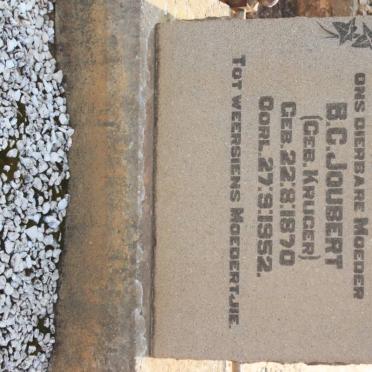 ONS DIERBARE MOEDER
B.C. JOUBERT
(GEB. KRUGER)
GEB. 22.8.1870
OORL. 27.9.1952.
TOT WEERSIENS MOEDERTJIE.